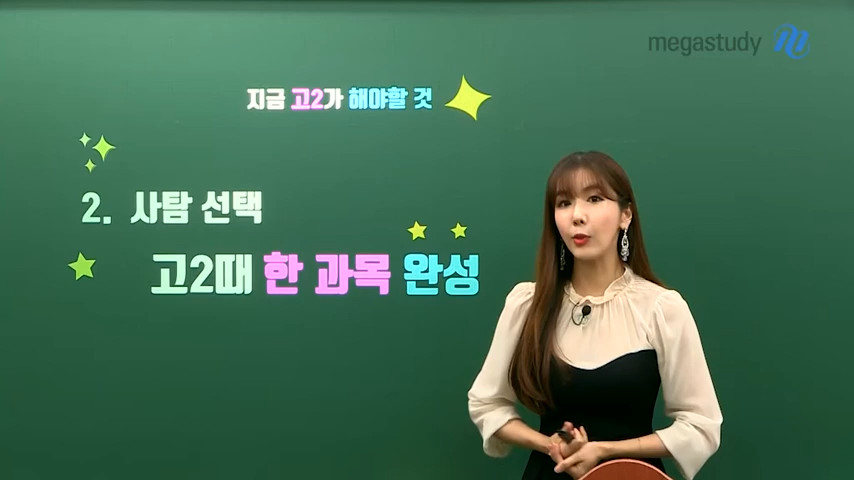 megastudy
지금 고2가 해야할 것
2. 사탐 선택
고2때 한 과목 완성